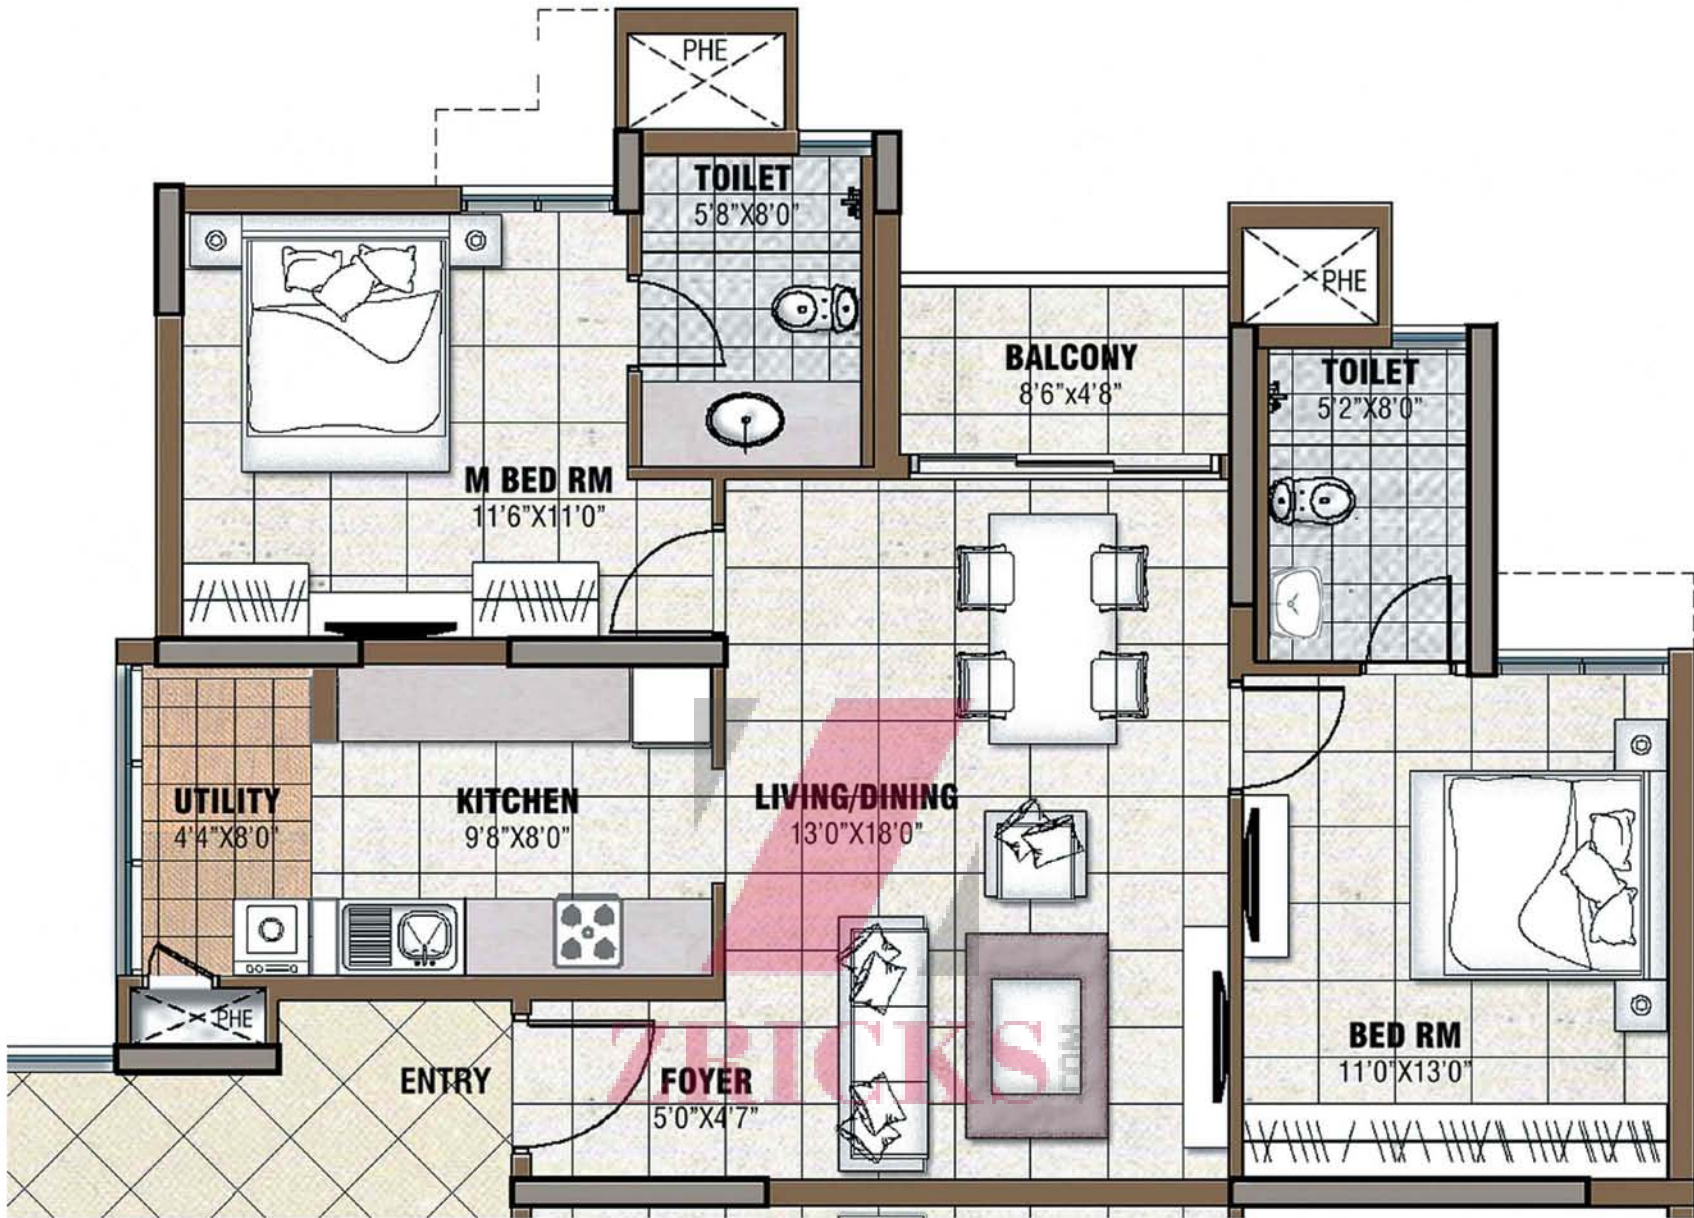 PHE
TOILET
5'8"X8'0"
PHE
BALCONY
8'6"x4'8"
TOILET
5'2"X8'0"
M BED RM
11'6"X11'0"
UTILITY
4'4"X8'0"
KITCHEN
9'8"X8'0"
LIVING/DINING
13'0"X18'0"
PHE
ENTRY
FOYER
5'0"X4'7"
BED RM
11'0"X13'0"
ZRICKS
.COM